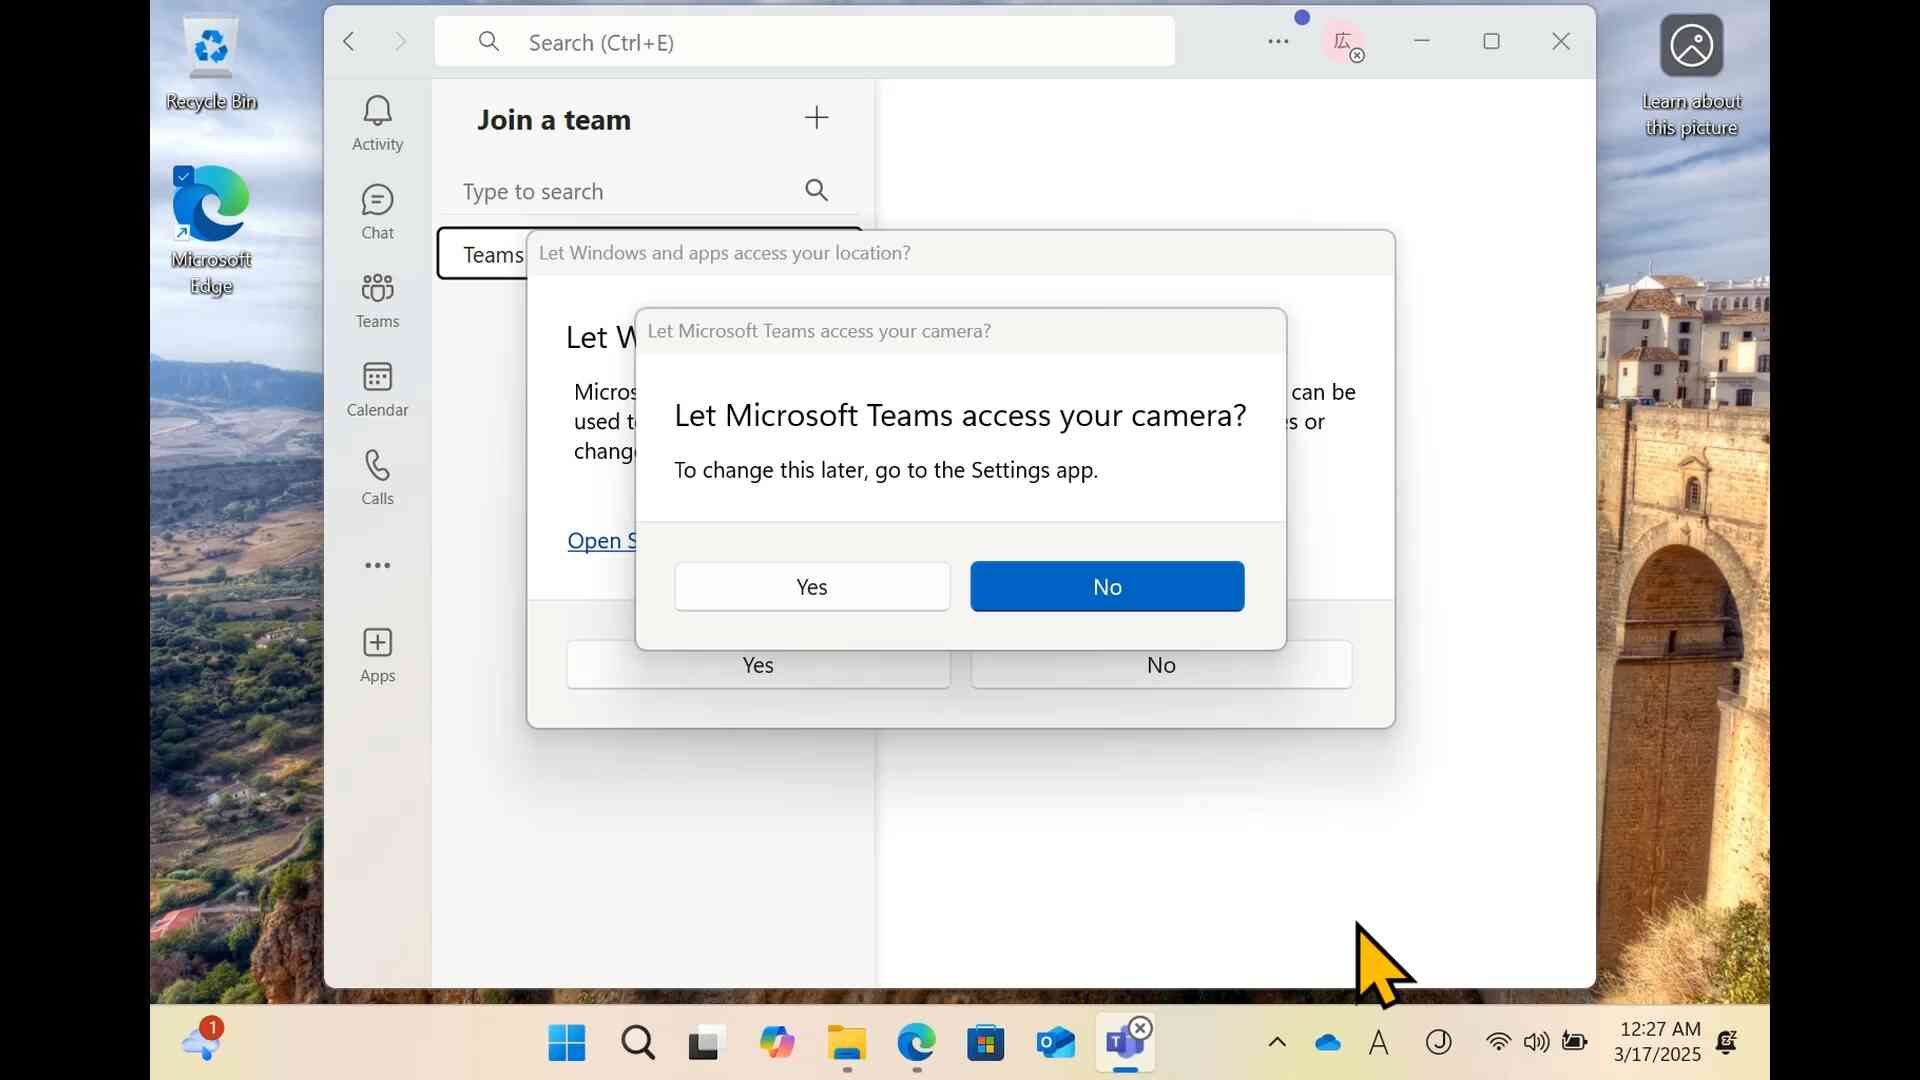 Recycle Bin
Microsoft
Edge
Search (Ctrl+E)
広
Learn about
this picture
Activity
Chat
Teams
Calendar
Calls
Apps
Join a team
Type to search
Teams
Let Windows and apps access your location?
Let W
Micros
can be
used t
s or
chang
Open S
Yes
No
Let Microsoft Teams access your camera?
Let Microsoft Teams access your camera?
To change this later, go to the Settings app.
Yes
No
1
A
J
12:27 AM
3/17/2025